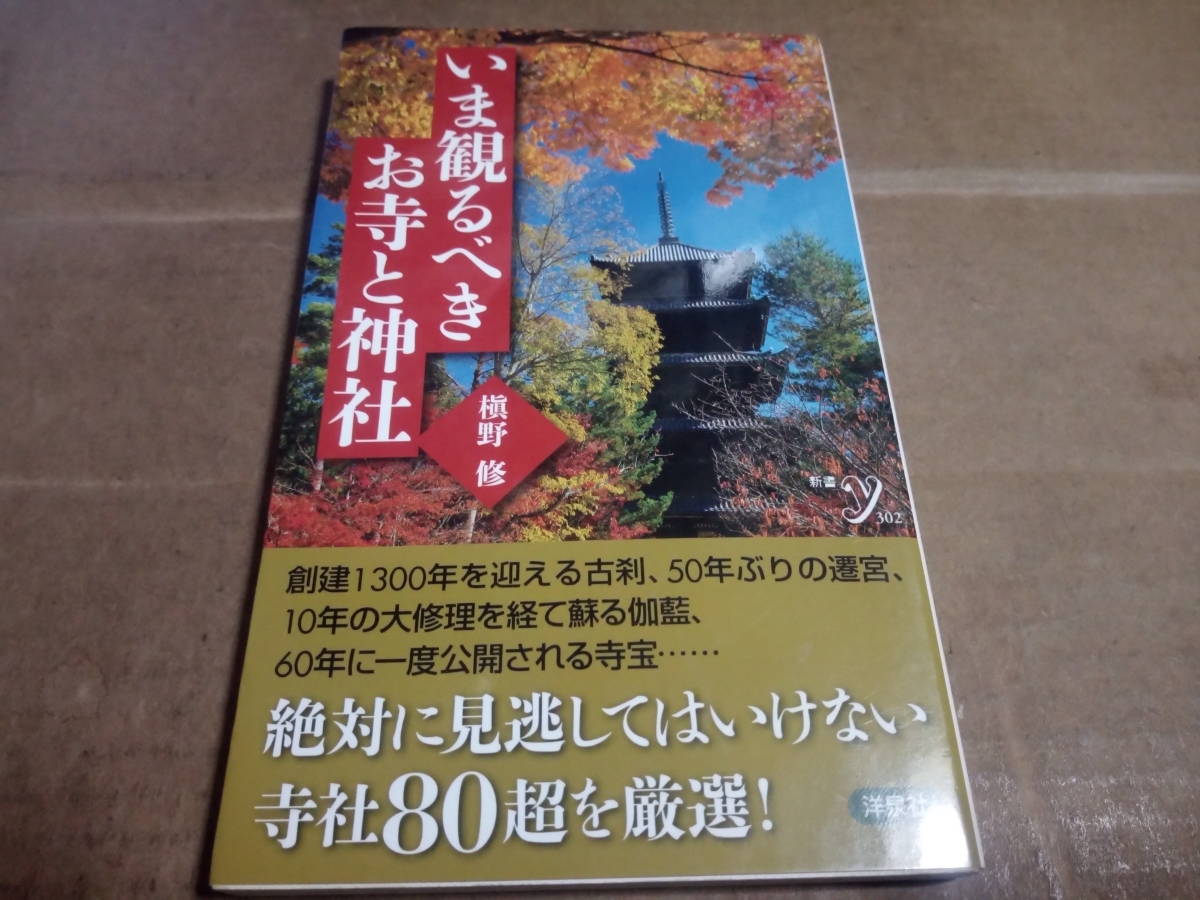 いま観るべき
お寺と神社
槇野 修
新書
y
302
創建1300年を迎える古刹、50年ぶりの遷宮、
10年の大修理を経て蘇る伽藍、
60年に一度公開される寺宝……
絶対に見逃してはいけない
寺社80超を厳選!
洋泉社